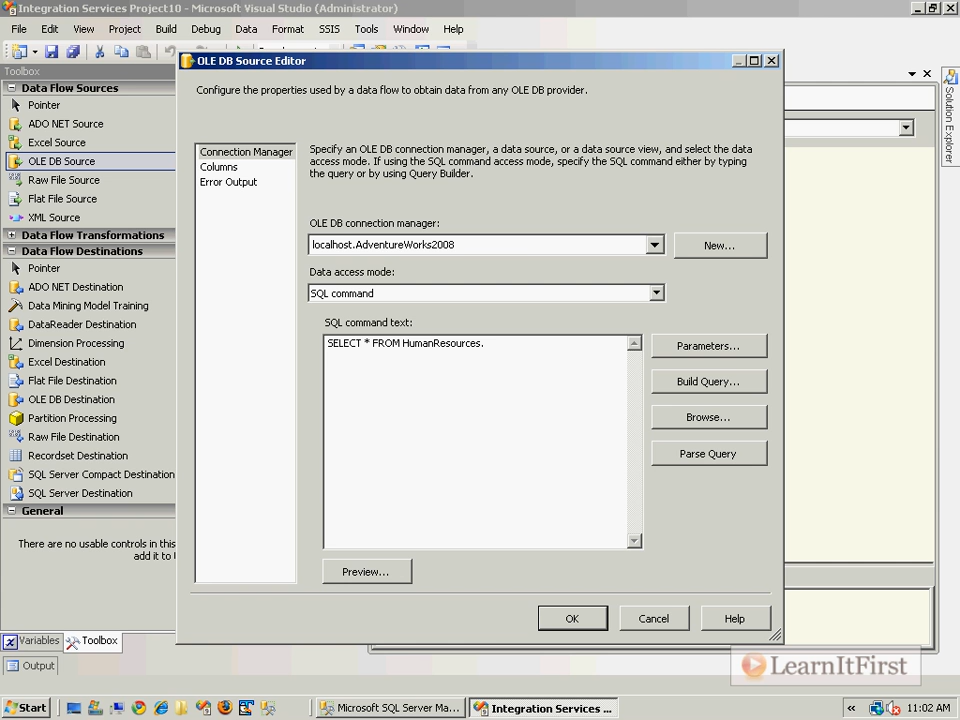 Integration Services Project10 - Microsoft Visual Studio (Administrator)
File Edit View Project Build Debug Data Format SSIS Tools Window Help
Toolbox
Data Flow Sources
Pointer
ADO NET Source
Excel Source
OLE DB Source
Raw File Source
Flat File Source
XML Source
Data Flow Transformations
Data Flow Destinations
Pointer
ADO NET Destination
Data Mining Model Training
DataReader Destination
Dimension Processing
Excel Destination
Flat File Destination
OLE DB Destination
Partition Processing
Raw File Destination
Recordset Destination
SQL Server Compact Destination
SQL Server Destination
General
There are no usable controls in this
add it to
Variables Toolbox
Output
OLE DB Source Editor
Configure the properties used by a data flow to obtain data from any OLE DB provider.
Connection Manager
Columns
Error Output
Specify an OLE DB connection manager, a data source, or a data source view, and select the data
access mode. If using the SQL command access mode, specify the SQL command either by typing
the query or by using Query Builder.
OLE DB connection manager:
localhost.AdventureWorks2008
New...
Data access mode:
SQL command
SQL command text:
SELECT * FROM HumanResources.
Parameters...
Build Query...
Browse...
Parse Query
Preview...
OK Cancel Help
Solution Explorer
LearnItFirst
Start
Microsoft SQL Server Ma...
Integration Services ...
«
11:02 AM